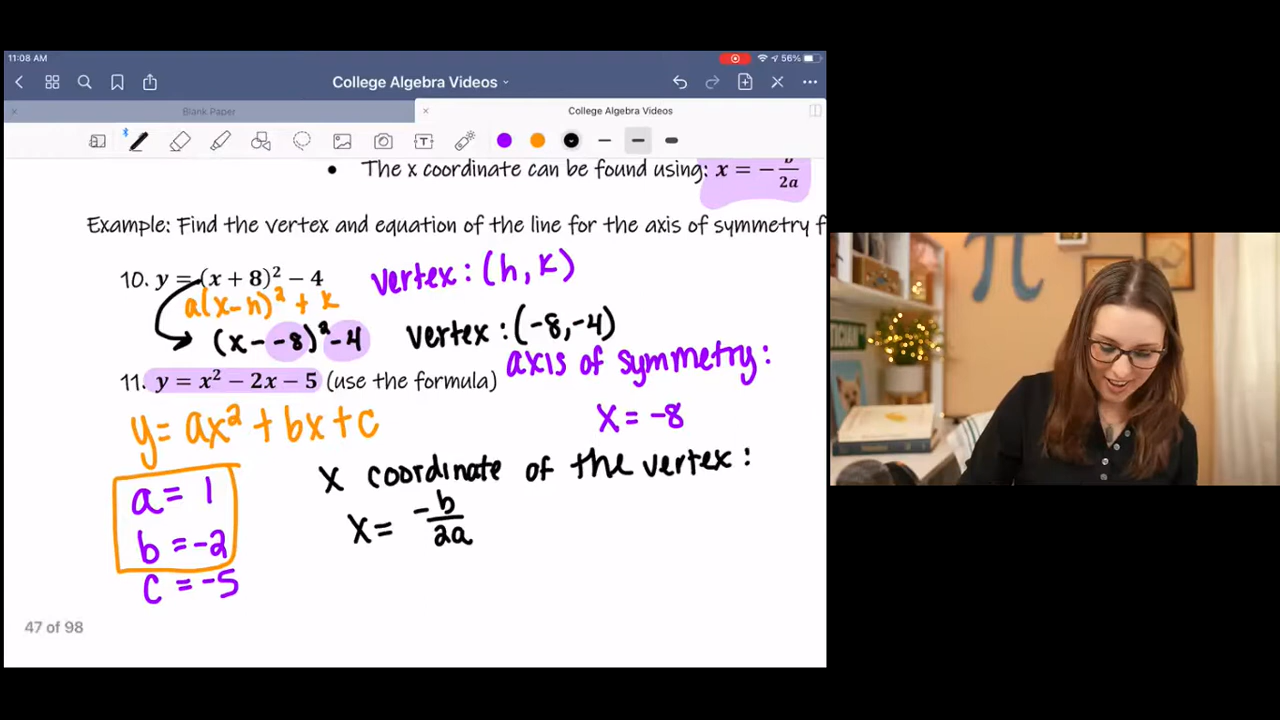 11:08 AM
56%
College Algebra Videos
Blank Paper
College Algebra Videos
• The x coordinate can be found using: x = − b/2a
Example: Find the vertex and equation of the line for the axis of symmetry f
10. y = (x + 8)² − 4
vertex: (h, k)
a(x-h)² + k
(x - -8)² - 4
vertex: (-8, -4)
axis of symmetry:
x = -8
11. y = x² − 2x − 5 (use the formula)
y = ax² + bx + c
a = 1
b = -2
c = -5
x coordinate of the vertex:
x = -b/2a
47 of 98